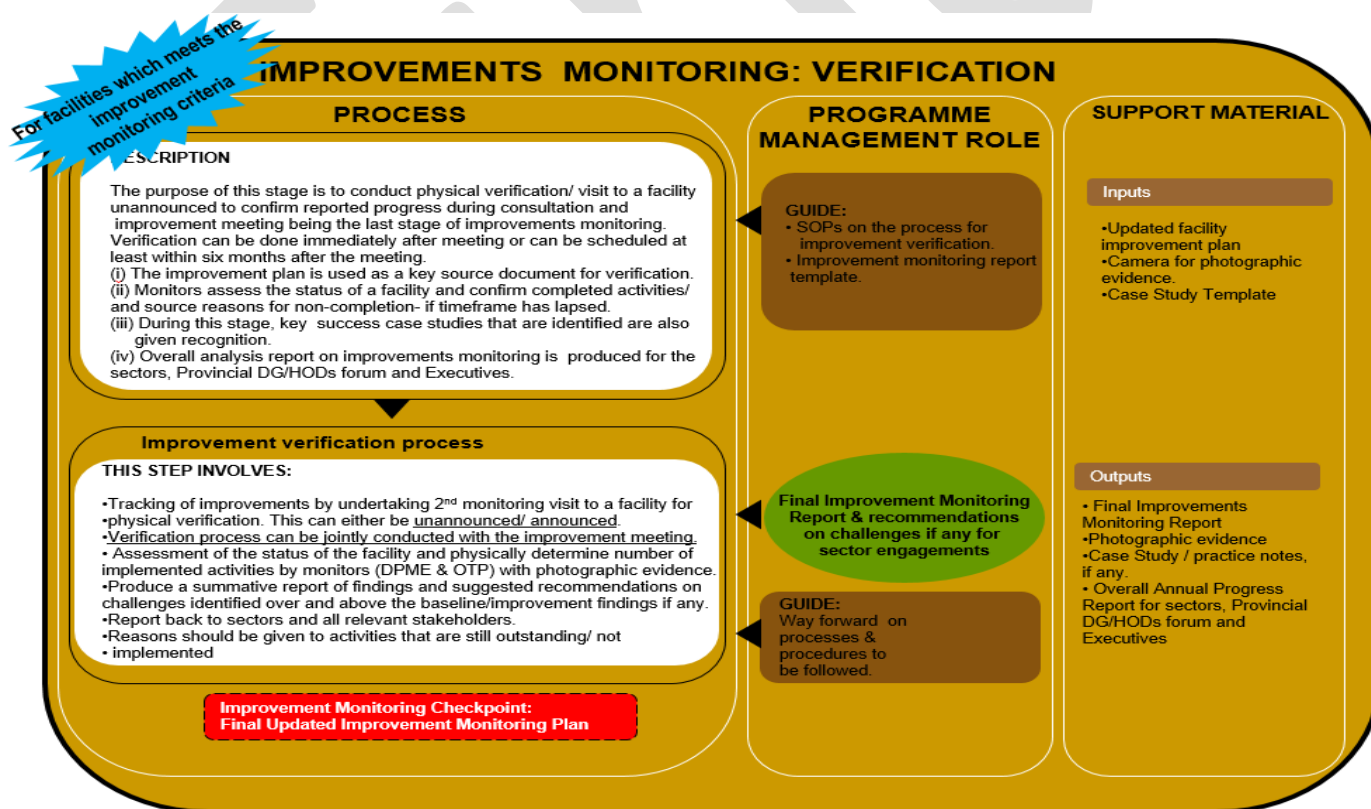 For facilities which meets the
improvement
monitoring criteria
IMPROVEMENTS MONITORING: VERIFICATION
PROCESS
DESCRIPTION
The purpose of this stage is to conduct physical verification/ visit to a facility
unannounced to confirm reported progress during consultation and
improvement meeting being the last stage of improvements monitoring.
Verification can be done immediately after meeting or can be scheduled at
least within six months after the meeting.
(i) The improvement plan is used as a key source document for verification.
(ii) Monitors assess the status of a facility and confirm completed activities/
and source reasons for non-completion- if timeframe has lapsed.
(iii) During this stage, key success case studies that are identified are also
given recognition.
(iv) Overall analysis report on improvements monitoring is produced for the
sectors, Provincial DG/HODs forum and Executives.
Improvement verification process
THIS STEP INVOLVES:
•Tracking of improvements by undertaking 2nd monitoring visit to a facility for
•physical verification. This can either be unannounced/ announced.
•Verification process can be jointly conducted with the improvement meeting.
• Assessment of the status of the facility and physically determine number of
implemented activities by monitors (DPME & OTP) with photographic evidence.
•Produce a summative report of findings and suggested recommendations on
challenges identified over and above the baseline/improvement findings if any.
•Report back to sectors and all relevant stakeholders.
•Reasons should be given to activities that are still outstanding/ not
• implemented
Improvement Monitoring Checkpoint:
Final Updated Improvement Monitoring Plan
PROGRAMME
MANAGEMENT ROLE
GUIDE:
• SOPs on the process for
improvement verification.
• Improvement monitoring report
template.
Final Improvement Monitoring
Report & recommendations
on challenges if any for
sector engagements
GUIDE:
Way forward on
processes &
procedures to
be followed.
SUPPORT MATERIAL
Inputs
•Updated facility
improvement plan
•Camera for photographic
evidence.
•Case Study Template
Outputs
• Final Improvements
Monitoring Report
•Photographic evidence
•Case Study / practice notes,
if any.
• Overall Annual Progress
Report for sectors, Provincial
DG/HODs forum and
Executives